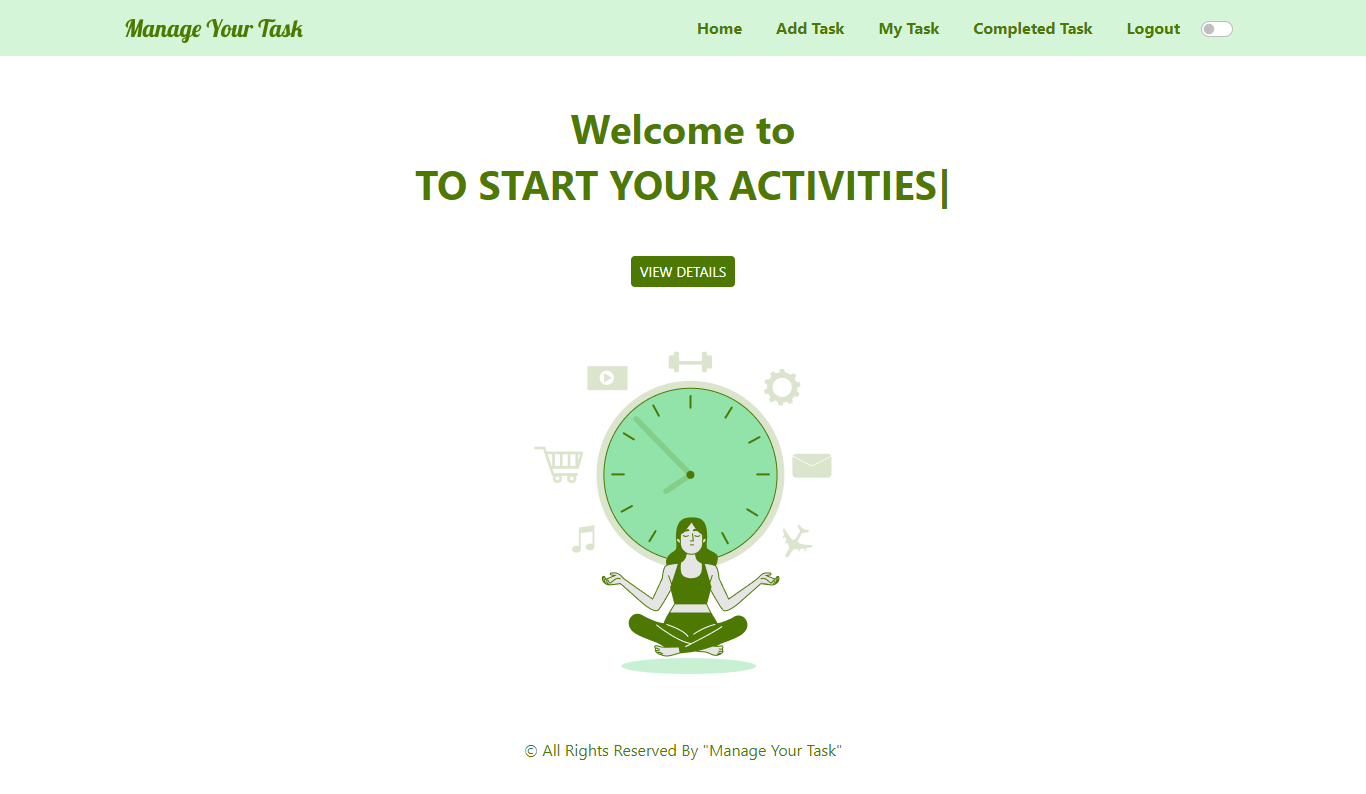 Manage Your Task
Home Add Task My Task Completed Task Logout
Welcome to
TO START YOUR ACTIVITIES|
VIEW DETAILS
© All Rights Reserved By "Manage Your Task"